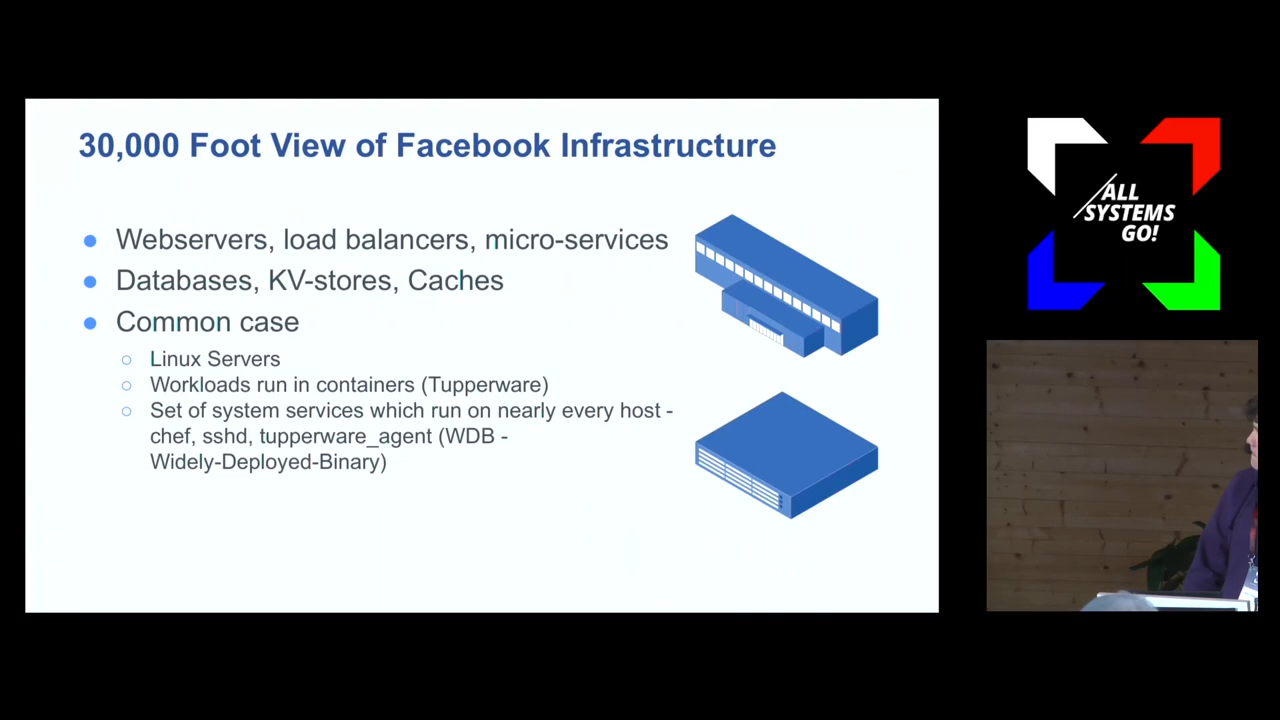 30,000 Foot View of Facebook Infrastructure
Webservers, load balancers, micro-services
Databases, KV-stores, Caches
Common case
Linux Servers
Workloads run in containers (Tupperware)
Set of system services which run on nearly every host -
chef, sshd, tupperware_agent (WDB -
Widely-Deployed-Binary)
ALL
SYSTEMS
GO!